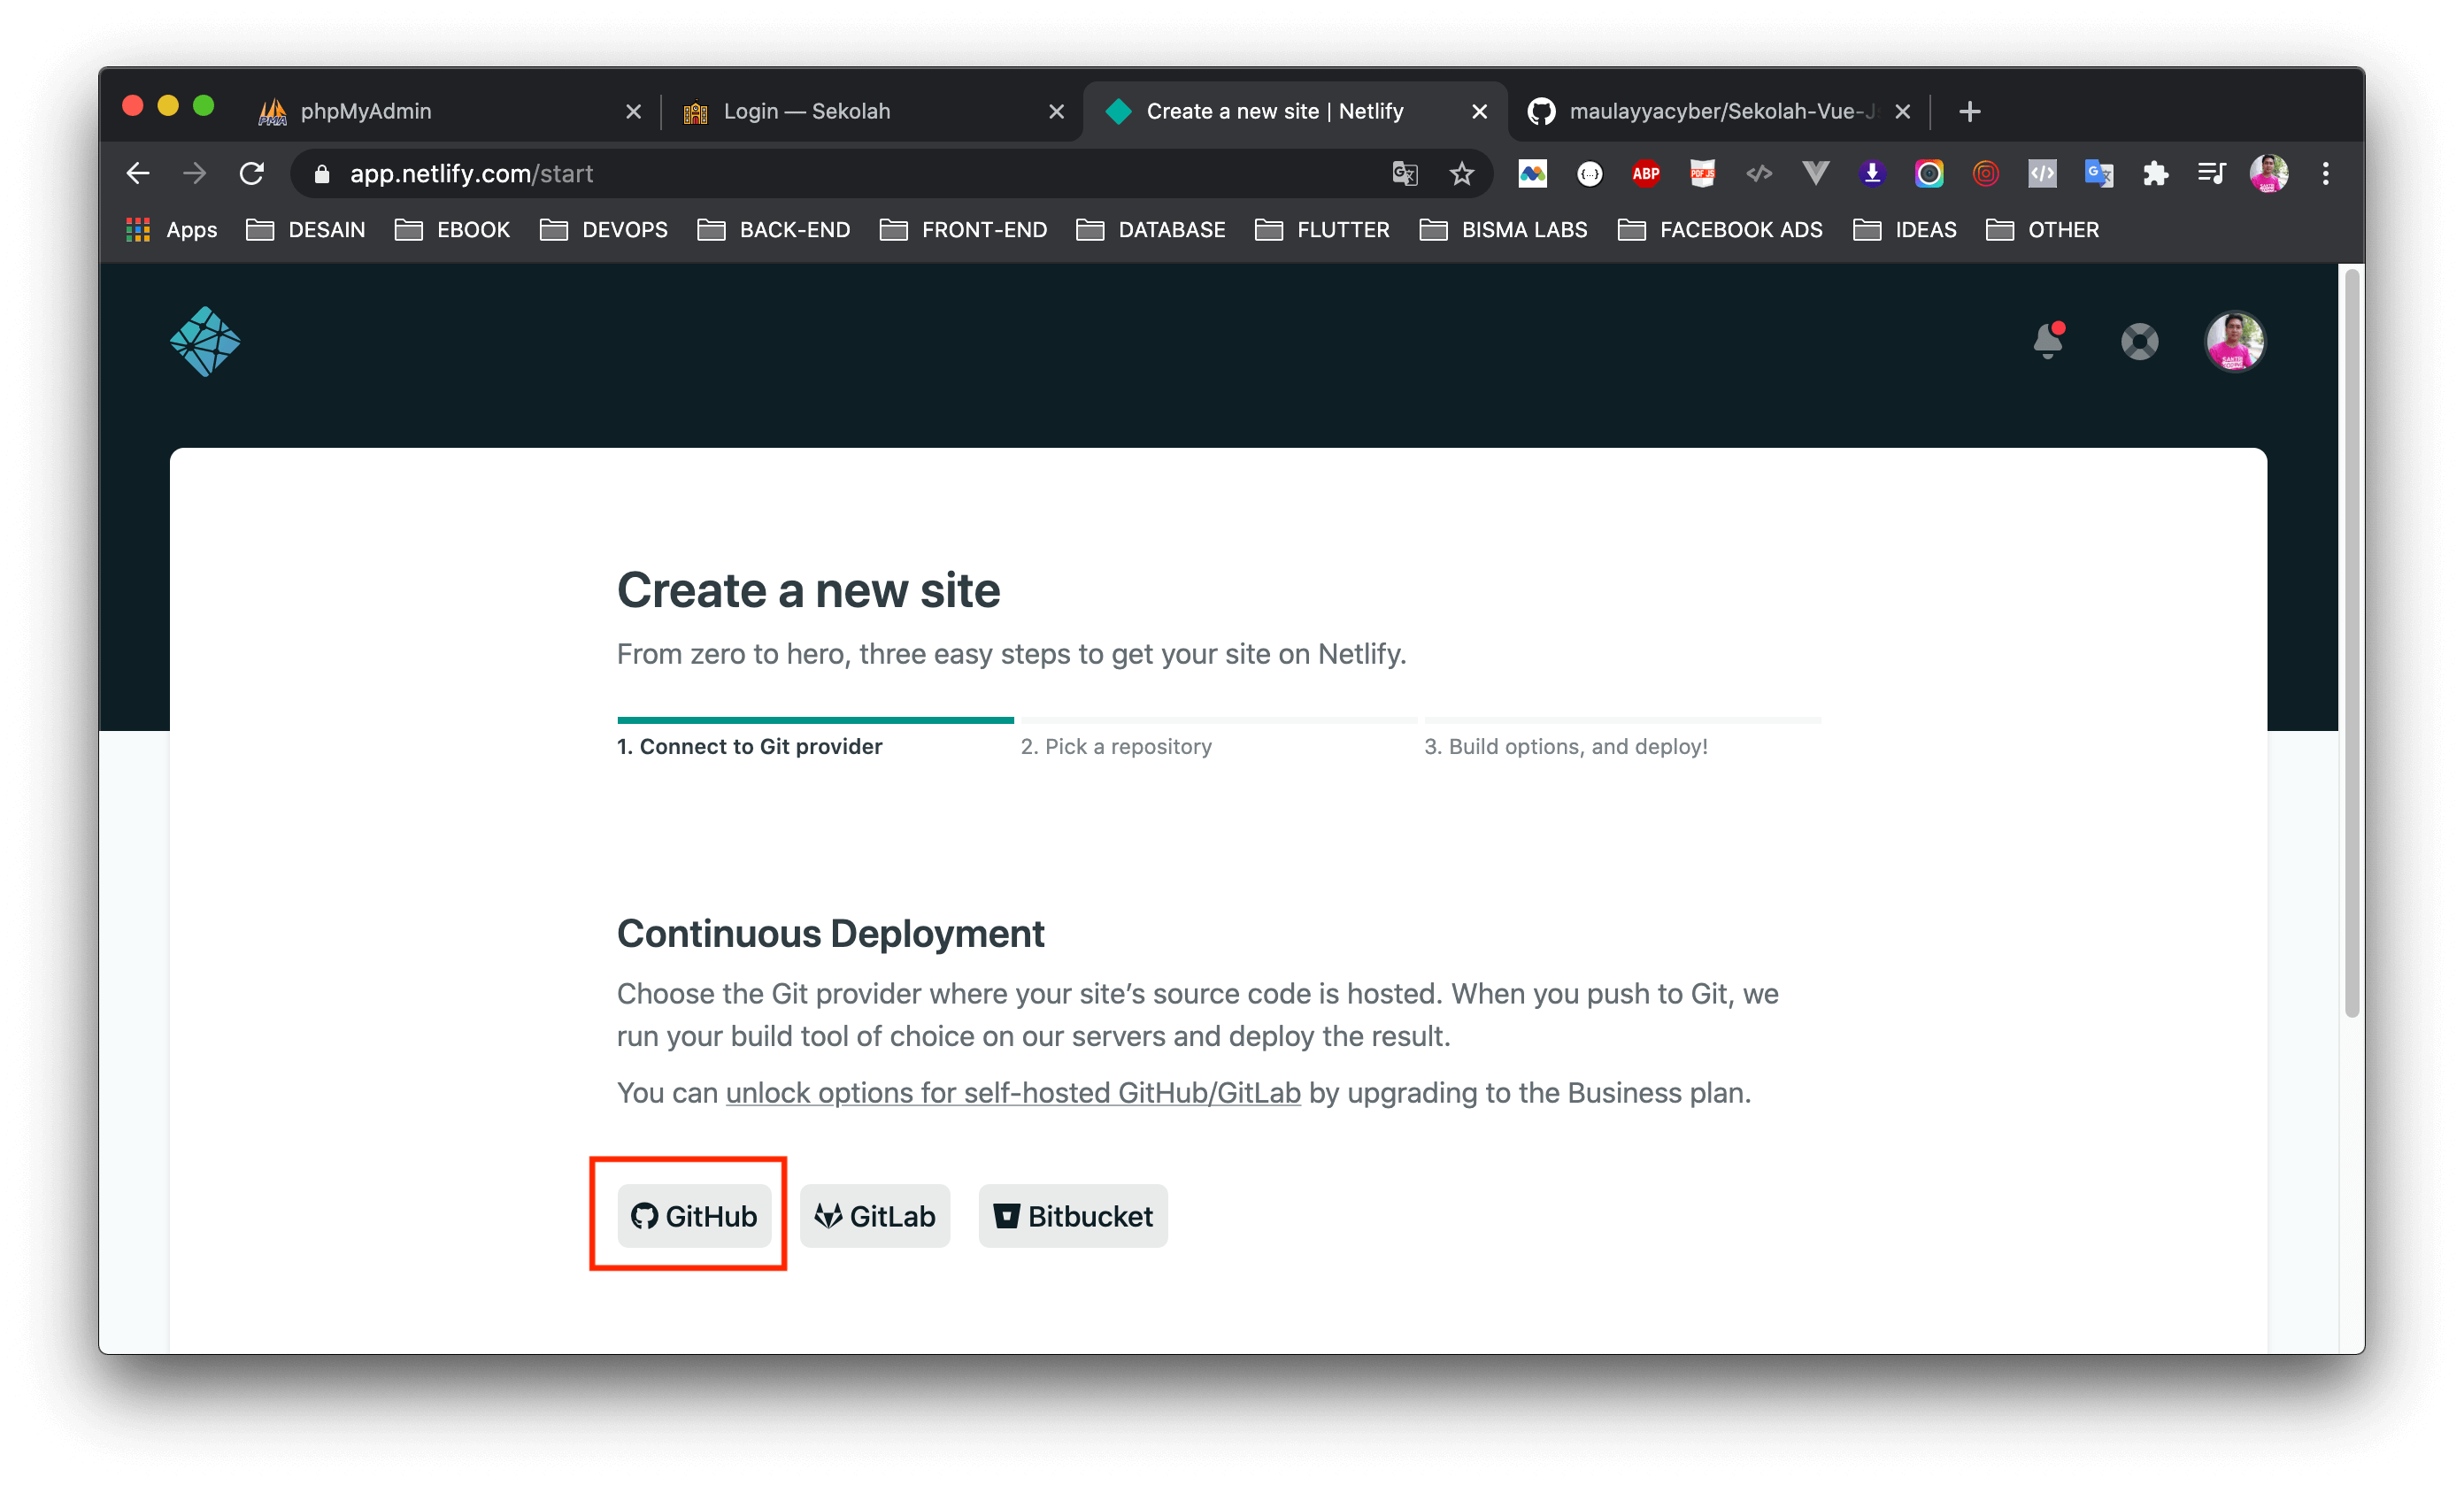 phpMyAdmin
Login — Sekolah
Create a new site | Netlify
maulayyacyber/Sekolah-Vue-J
app.netlify.com/start
ABP
Apps
DESAIN
EBOOK
DEVOPS
BACK-END
FRONT-END
DATABASE
FLUTTER
BISMA LABS
FACEBOOK ADS
IDEAS
OTHER
Create a new site
From zero to hero, three easy steps to get your site on Netlify.
1. Connect to Git provider
2. Pick a repository
3. Build options, and deploy!
Continuous Deployment
Choose the Git provider where your site’s source code is hosted. When you push to Git, we
run your build tool of choice on our servers and deploy the result.
You can unlock options for self-hosted GitHub/GitLab by upgrading to the Business plan.
GitHub
GitLab
Bitbucket